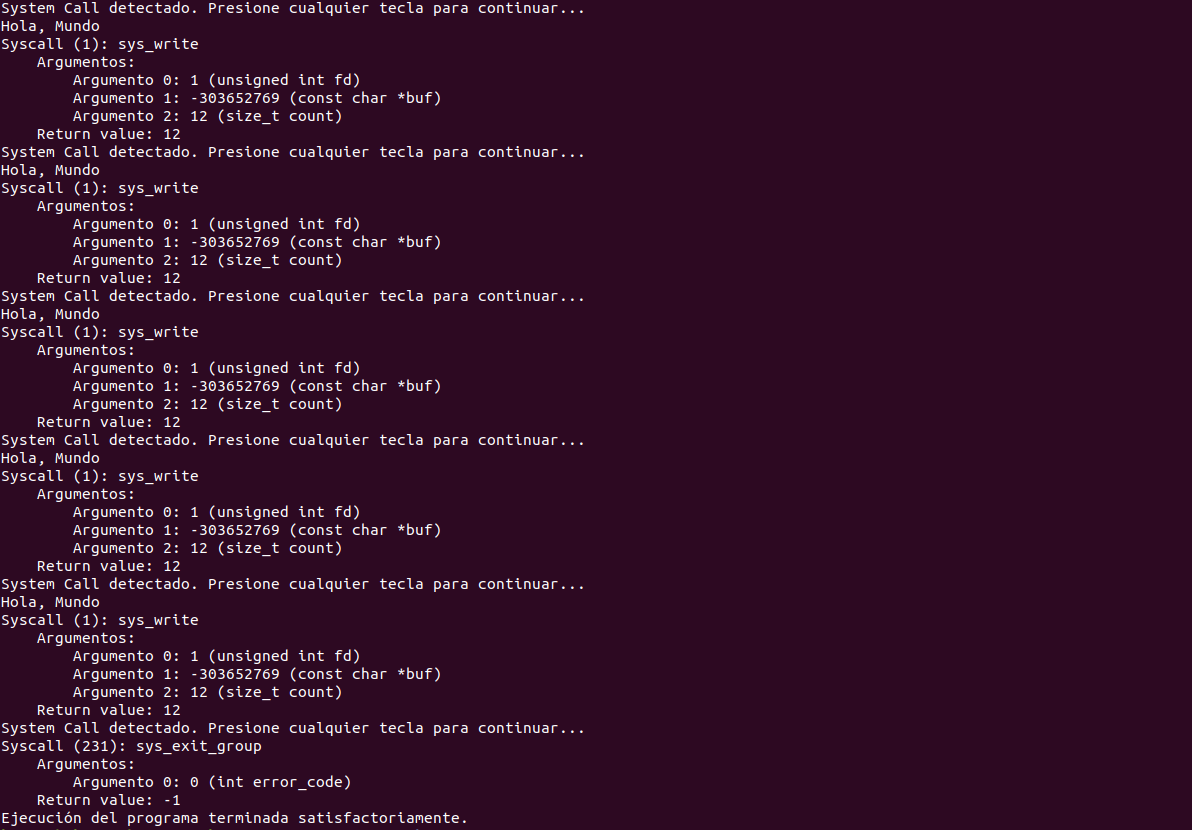 System Call detectado. Presione cualquier tecla para continuar...
Hola, Mundo
Syscall (1): sys_write
    Argumentos:
        Argumento 0: 1 (unsigned int fd)
        Argumento 1: -303652769 (const char *buf)
        Argumento 2: 12 (size_t count)
    Return value: 12
System Call detectado. Presione cualquier tecla para continuar...
Hola, Mundo
Syscall (1): sys_write
    Argumentos:
        Argumento 0: 1 (unsigned int fd)
        Argumento 1: -303652769 (const char *buf)
        Argumento 2: 12 (size_t count)
    Return value: 12
System Call detectado. Presione cualquier tecla para continuar...
Hola, Mundo
Syscall (1): sys_write
    Argumentos:
        Argumento 0: 1 (unsigned int fd)
        Argumento 1: -303652769 (const char *buf)
        Argumento 2: 12 (size_t count)
    Return value: 12
System Call detectado. Presione cualquier tecla para continuar...
Hola, Mundo
Syscall (1): sys_write
    Argumentos:
        Argumento 0: 1 (unsigned int fd)
        Argumento 1: -303652769 (const char *buf)
        Argumento 2: 12 (size_t count)
    Return value: 12
System Call detectado. Presione cualquier tecla para continuar...
Hola, Mundo
Syscall (1): sys_write
    Argumentos:
        Argumento 0: 1 (unsigned int fd)
        Argumento 1: -303652769 (const char *buf)
        Argumento 2: 12 (size_t count)
    Return value: 12
System Call detectado. Presione cualquier tecla para continuar...
Syscall (231): sys_exit_group
    Argumentos:
        Argumento 0: 0 (int error_code)
    Return value: -1
Ejecución del programa terminada satisfactoriamente.